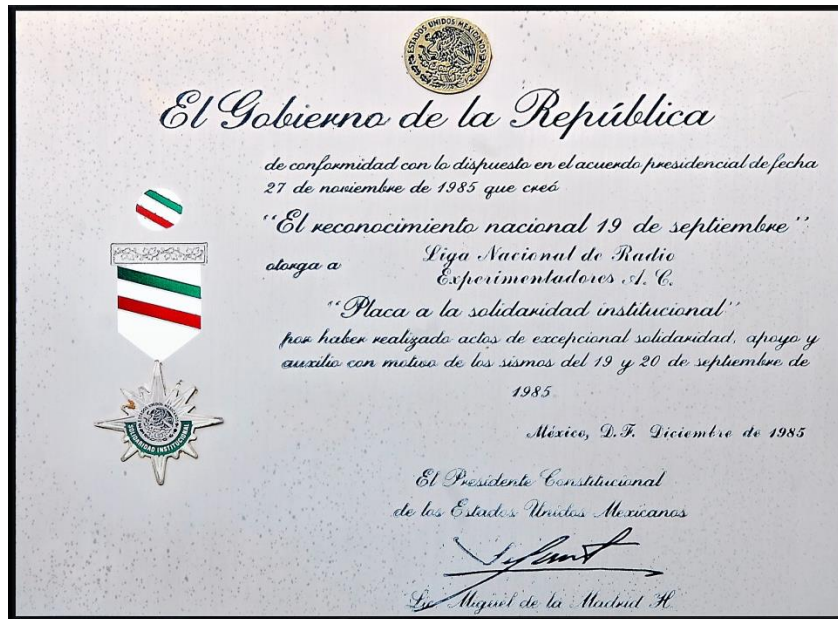 ESTADOS UNIDOS MEXICANOS
El Gobierno de la República
de conformidad con lo dispuesto en el acuerdo presidencial de fecha
27 de noviembre de 1985 que creó
"El reconocimiento nacional 19 de septiembre"
otorga a Liga Nacional de Radio
Experimentadores A. C.
"Placa a la solidaridad institucional"
por haber realizado actos de excepcional solidaridad, apoyo y
auxilio con motivo de los sismos del 19 y 20 de septiembre de
1985
SOLIDARIDAD INSTITUCIONAL
México, D.F. Diciembre de 1985
El Presidente Constitucional
de los Estados Unidos Mexicanos
Lic. Miguel de la Madrid H.